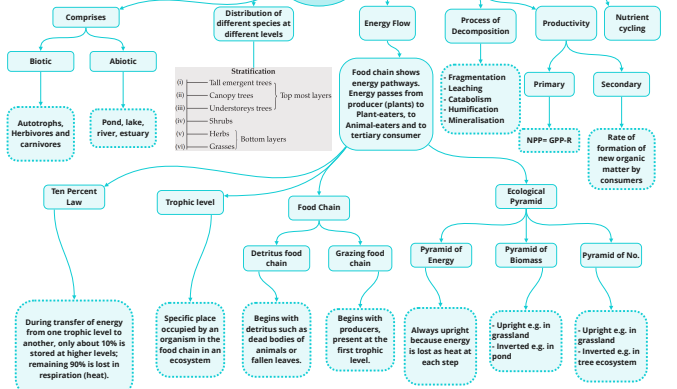 Comprises
Distribution of
different species at
different levels
Energy Flow
Process of
Decomposition
Productivity
Nutrient
cycling
Biotic
Abiotic
Stratification
(i) Tall emergent trees
(ii) Canopy trees
(iii) Understoreys trees
Top most layers
(iv) Shrubs
(v) Herbs
(vi) Grasses
Bottom layers
Food chain shows
energy pathways.
Energy passes from
producer (plants) to
Plant-eaters, to
Animal-eaters and to
tertiary consumer
- Fragmentation
- Leaching
- Catabolism
- Humification
- Mineralisation
Primary
Secondary
Autotrophs,
Herbivores and
carnivores
Pond, lake,
river, estuary
NPP= GPP-R
Rate of
formation of
new organic
matter by
consumers
Ten Percent
Law
Trophic level
Food Chain
Ecological
Pyramid
Detritus food
chain
Grazing food
chain
Pyramid of
Energy
Pyramid of
Biomass
Pyramid of No.
During transfer of energy
from one trophic level to
another, only about 10% is
stored at higher levels;
remaining 90% is lost in
respiration (heat).
Specific place
occupied by an
organism in the
food chain in an
ecosystem
Begins with
detritus such as
dead bodies of
animals or
fallen leaves.
Begins with
producers,
present at the
first trophic
level.
Always upright
because energy
is lost as heat at
each step
- Upright e.g. in
grassland
- Inverted e.g. in
pond
- Upright e.g. in
grassland
- Inverted e.g. in
tree ecosystem